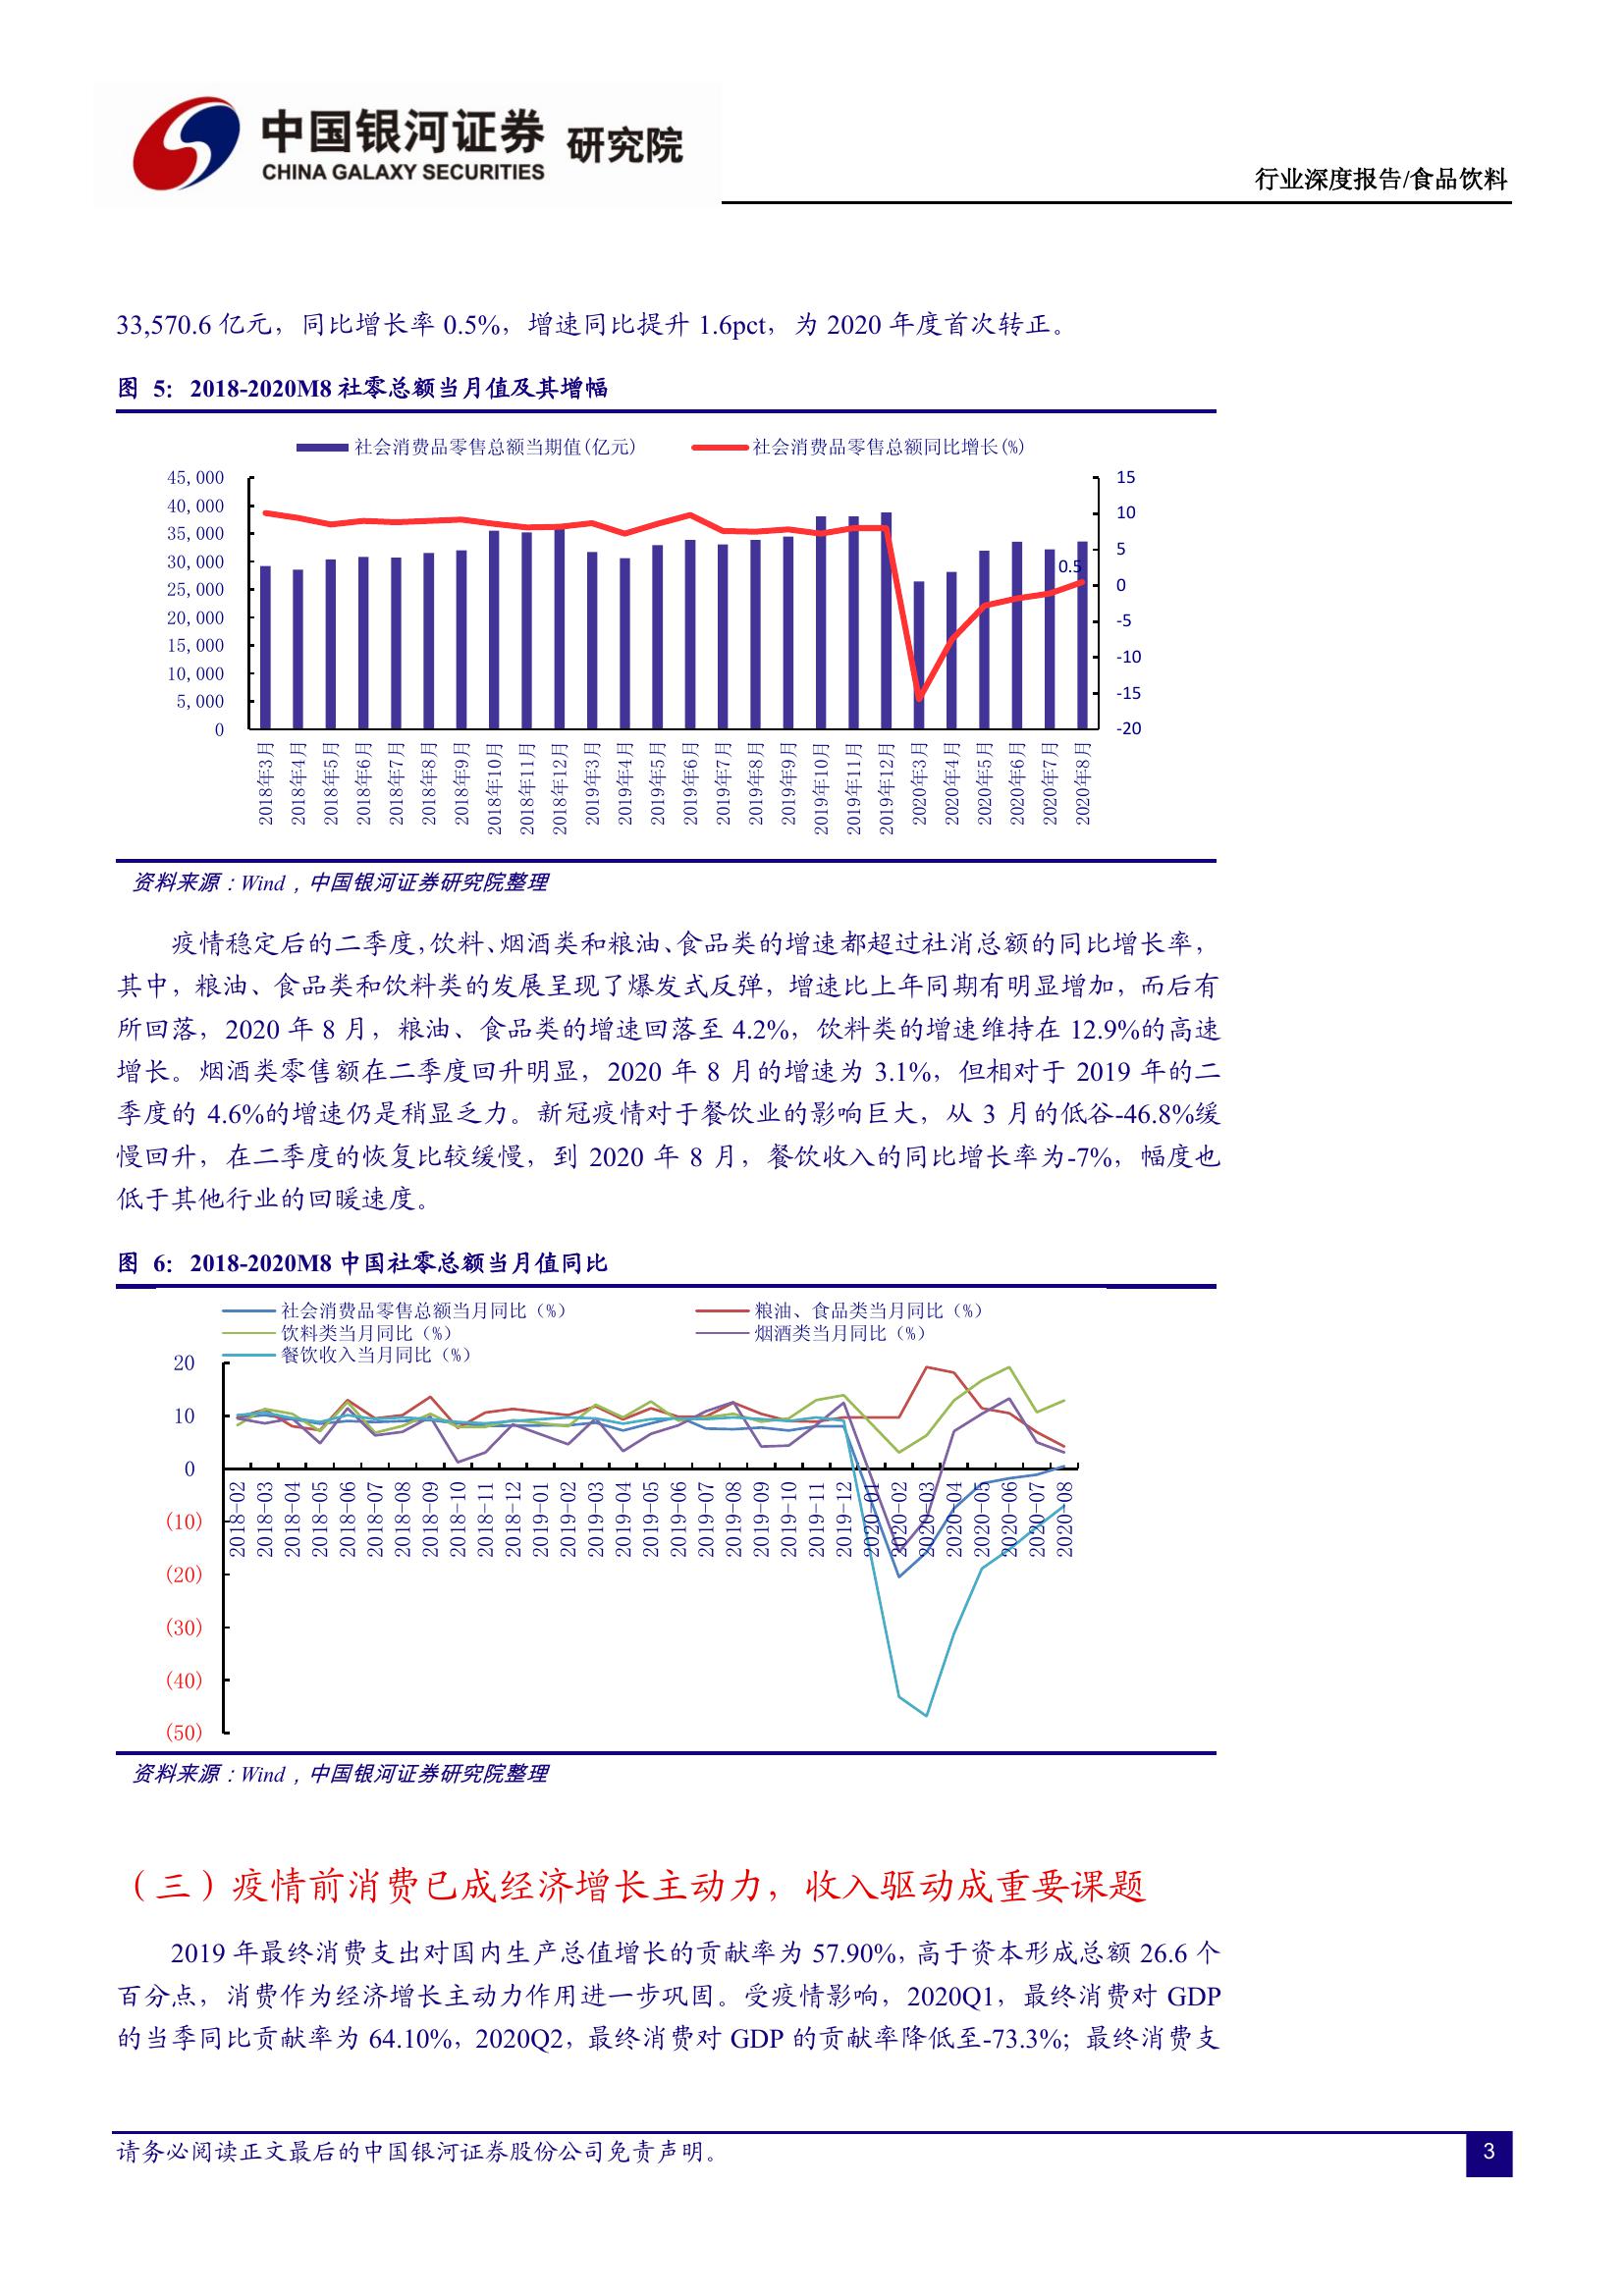 中国银河证券 研究院
CHINA GALAXY SECURITIES
行业深度报告/食品饮料
33,570.6 亿元，同比增长率 0.5%，增速同比提升 1.6pct，为 2020 年度首次转正。
图 5：2018-2020M8 社零总额当月值及其增幅
社会消费品零售总额当期值(亿元) 社会消费品零售总额同比增长(%)
45,000 15
40,000 10
35,000 5
30,000 0.5
25,000 0
20,000 -5
15,000 -10
10,000 -15
5,000
0 -20
2018年3月 2018年4月 2018年5月 2018年6月 2018年7月 2018年8月 2018年9月 2018年10月 2018年11月 2018年12月 2019年3月 2019年4月 2019年5月 2019年6月 2019年7月 2019年8月 2019年9月 2019年10月 2019年11月 2019年12月 2020年3月 2020年4月 2020年5月 2020年6月 2020年7月 2020年8月
资料来源：Wind，中国银河证券研究院整理
疫情稳定后的二季度，饮料、烟酒类和粮油、食品类的增速都超过社消总额的同比增长率，
其中，粮油、食品类和饮料类的发展呈现了爆发式反弹，增速比上年同期有明显增加，而后有
所回落，2020 年 8 月，粮油、食品类的增速回落至 4.2%，饮料类的增速维持在 12.9%的高速
增长。烟酒类零售额在二季度回升明显，2020 年 8 月的增速为 3.1%，但相对于 2019 年的二
季度的 4.6%的增速仍是稍显乏力。新冠疫情对于餐饮业的影响巨大，从 3 月的低谷-46.8%缓
慢回升，在二季度的恢复比较缓慢，到 2020 年 8 月，餐饮收入的同比增长率为-7%，幅度也
低于其他行业的回暖速度。
图 6：2018-2020M8 中国社零总额当月值同比
社会消费品零售总额当月同比（%） 粮油、食品类当月同比（%）
饮料类当月同比（%） 烟酒类当月同比（%）
餐饮收入当月同比（%）
20
10
0
(10)
(20)
(30)
(40)
(50)
2018-02 2018-03 2018-04 2018-05 2018-06 2018-07 2018-08 2018-09 2018-10 2018-11 2018-12 2019-01 2019-02 2019-03 2019-04 2019-05 2019-06 2019-07 2019-08 2019-09 2019-10 2019-11 2019-12 2020-01 2020-02 2020-03 2020-04 2020-05 2020-06 2020-07 2020-08
资料来源：Wind，中国银河证券研究院整理
（三）疫情前消费已成经济增长主动力，收入驱动成重要课题
2019 年最终消费支出对国内生产总值增长的贡献率为 57.90%，高于资本形成总额 26.6 个
百分点，消费作为经济增长主动力作用进一步巩固。受疫情影响，2020Q1，最终消费对 GDP
的当季同比贡献率为 64.10%，2020Q2，最终消费对 GDP 的贡献率降低至-73.3%；最终消费支
请务必阅读正文最后的中国银河证券股份公司免责声明。
3